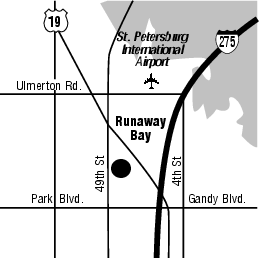 19
St. Petersburg
International
Airport
275
Ulmerton Rd.
Runaway
Bay
49th St
4th St
Park Blvd.
Gandy Blvd.